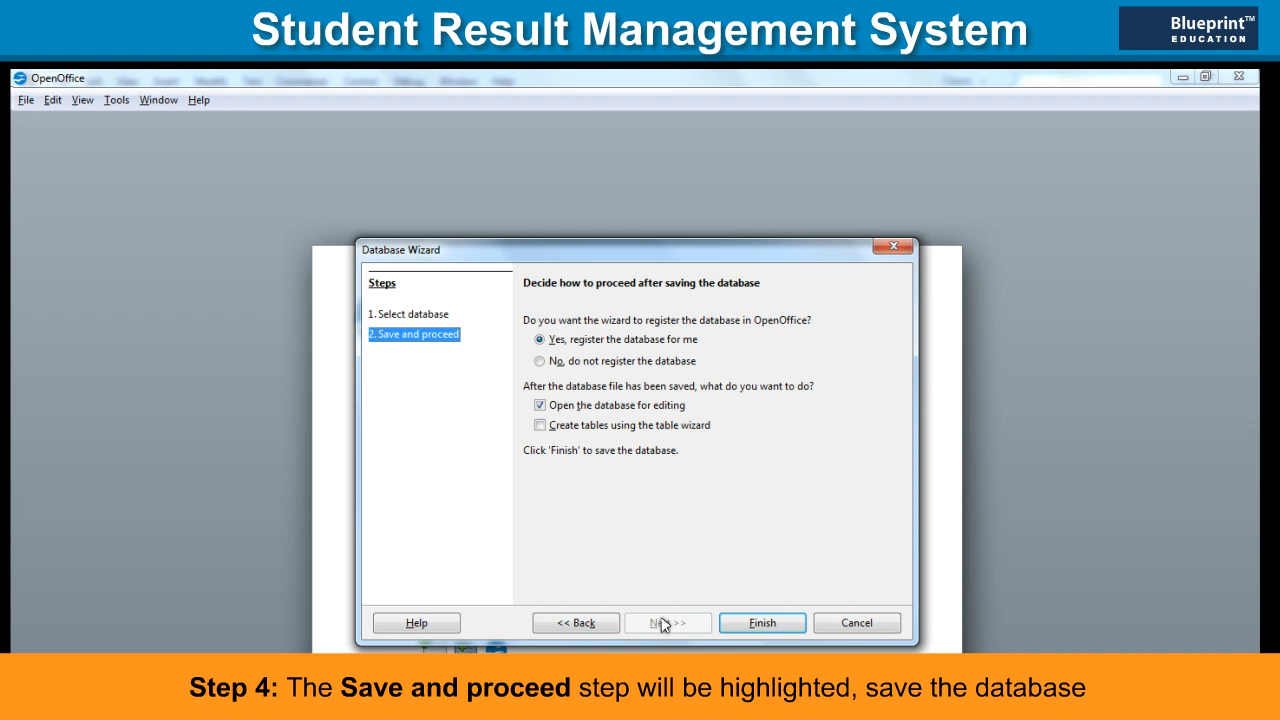 Student Result Management System
Blueprint™
EDUCATION
OpenOffice
File Edit View Tools Window Help
Database Wizard
Steps
1. Select database
2. Save and proceed
Decide how to proceed after saving the database
Do you want the wizard to register the database in OpenOffice?
Yes, register the database for me
No, do not register the database
After the database file has been saved, what do you want to do?
Open the database for editing
Create tables using the table wizard
Click 'Finish' to save the database.
Help << Back >> Finish Cancel
Step 4: The Save and proceed step will be highlighted, save the database